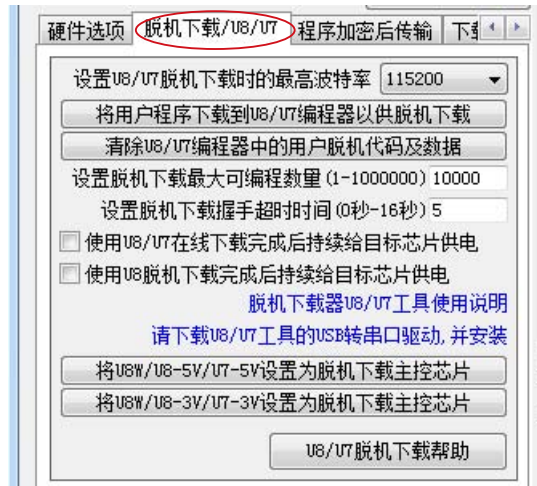 硬件选项 脱机下载/U8/U7 程序加密后传输
设置U8/U7脱机下载时的最高波特率 115200
将用户程序下载到U8/U7编程器以供脱机下载
清除U8/U7编程器中的用户脱机代码及数据
设置脱机下载最大可编程数量(1-1000000) 10000
设置脱机下载握手超时时间(0秒-16秒) 5
使用U8/U7在线下载完成后持续给目标芯片供电
使用U8脱机下载完成后持续给目标芯片供电
脱机下载器U8/U7工具使用说明
请下载U8/U7工具的USB转串口驱动,并安装
将U8W/U8-5V/U7-5V设置为脱机下载主控芯片
将U8W/U8-3V/U7-3V设置为脱机下载主控芯片
U8/U7脱机下载帮助